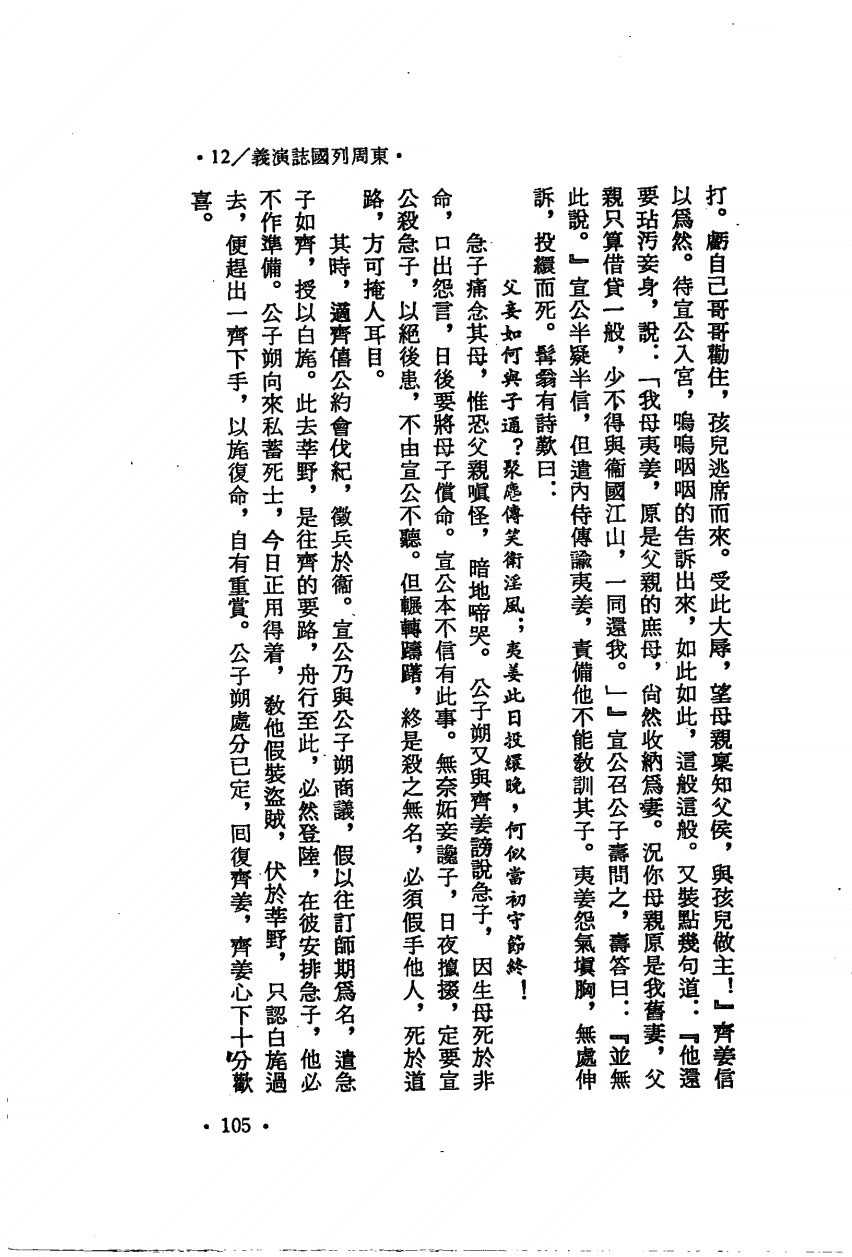 ·東周列國誌演義/12·
打。虧自己哥哥勸住，孩兒逃席而來。受此大辱，望母親稟知父侯，與孩兒做主！』齊姜信
以爲然。待宣公入宮，嗚嗚咽咽的告訴出來，如此如此，這般這般。又裝點幾句道：『他還
要玷汚妾身，說：「我母夷姜，原是父親的庶母，尙然收納爲妻。況你母親原是我舊妻，父
親只算借貸一般，少不得與衞國江山，一同還我。」』宣公召公子壽問之，壽答曰：『並無
此說。』宣公半疑半信，但遣內侍傳諭夷姜，責備他不能敎訓其子。夷姜怨氣塡胸，無處伸
訴，投繯而死。髯翁有詩歎曰：
父妾如何與子通？聚麀傳笑衛淫風；夷姜此日投繯晚，何似當初守節終！
急子痛念其母，惟恐父親嗔怪，暗地啼哭。公子朔又與齊姜謗說急子，因生母死於非
命，口出怨言，日後要將母子償命。宣公本不信有此事。無奈妬妾讒子，日夜攛掇，定要宣
公殺急子，以絕後患，不由宣公不聽。但輾轉躊躇，終是殺之無名，必須假手他人，死於道
路，方可掩人耳目。
其時，適齊僖公約會伐紀，徵兵於衞。宣公乃與公子朔商議，假以往訂師期爲名，遣急
子如齊，授以白旄。此去莘野，是往齊的要路，舟行至此，必然登陸，在彼安排急子，他必
不作準備。公子朔向來私蓄死士，今日正用得着，敎他假裝盜賊，伏於莘野，只認白旄過
去，便趕出一齊下手，以旄復命，自有重賞。公子朔處分已定，回復齊姜，齊姜心下十分歡
喜。
·105·